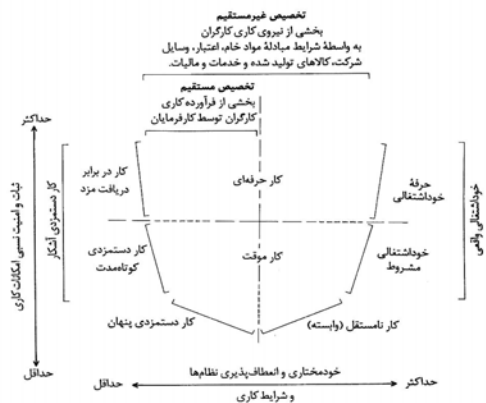 تخصیص غیرمستقیم
بخشی از نیروی کاری کارگران
به واسطهٔ شرایط مبادلهٔ مواد خام، اعتبار، وسایل
شرکت، کالاهای تولید شده و خدمات و مالیات.
تخصیص مستقیم
بخشی از فرآورده کاری
کارگران توسط کارفرمایان
حداکثر
حداکثر
ثبات و امنیت نسبی امکانات کاری
کار دستمزدی آشکار
کار در برابر
دریافت مزد
کار حرفه‌ای
حرفهٔ
خوداشتغالی
خوداشتغالی واقعی
کار دستمزدی
کوتاه‌مدت
کار موقت
خوداشتغالی
مشروط
کار دستمزدی پنهان
کار نامستقل (وابسته)
حداقل
خودمختاری و انعطاف‌پذیری نظام‌ها
حداقل
حداکثر
و شرایط کاری